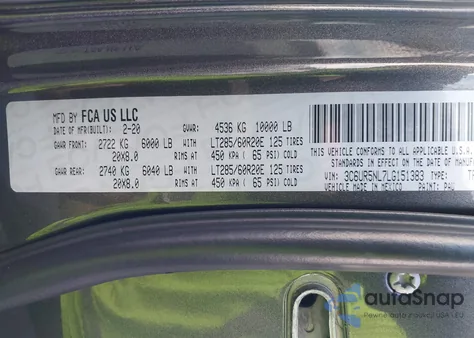 MFD BY FCA US LLC
DATE OF MFR(BUILT): 2-20 GVWR: 4536 KG 10000 LB
GAWR FRONT: 2722 KG 6000 LB WITH LT285/60R20E 125 TIRES
20X8.0 RIMS AT 450 KPA ( 65 PSI) COLD
GAWR REAR: 2740 KG 6040 LB WITH LT285/60R20E 125 TIRES
20X8.0 RIMS AT 450 KPA ( 65 PSI) COLD
THIS VEHICLE CONFORMS TO ALL APPLICABLE U.S.A.
STANDARDS IN EFFECT ON THE DATE OF MANU
VIN: 3C6UR5NL7LG151383 TYPE
VEHICLE MADE IN MEXICO PAINT: PAU
autoSnap